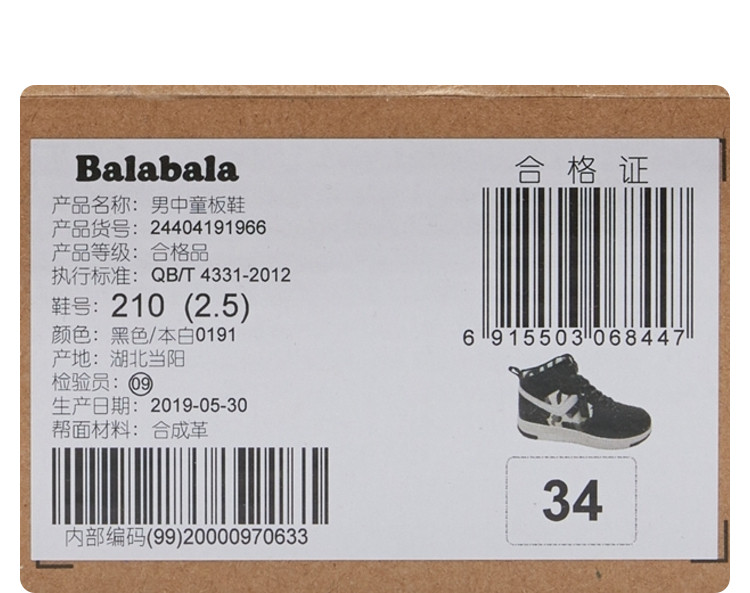 Balabala
产品名称：男中童板鞋
产品货号：24404191966
产品等级：合格品
执行标准：QB/T 4331-2012
鞋号：210 (2.5)
颜色：黑色/本白0191
产地：湖北当阳
检验员：09
生产日期：2019-05-30
帮面材料：合成革
内部编码(99)20000970633
合格证
6 915503 068447
34